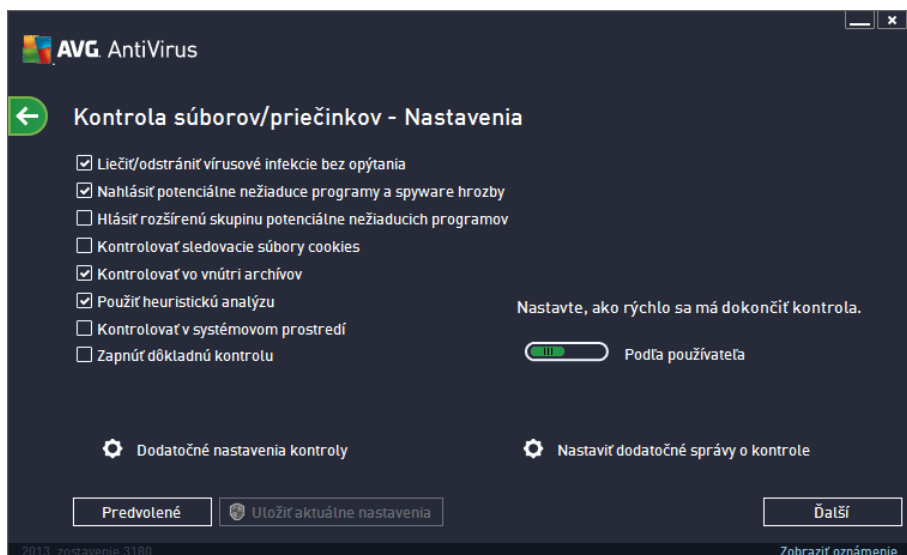 AVG. AntiVirus
Kontrola súborov/priečinkov - Nastavenia
Liečiť/odstrániť vírusové infekcie bez opýtania
Nahlásiť potenciálne nežiaduce programy a spyware hrozby
Hlásiť rozšírenú skupinu potenciálne nežiaducich programov
Kontrolovať sledovacie súbory cookies
Kontrolovať vo vnútri archívov
Použiť heuristickú analýzu
Kontrolovať v systémovom prostredí
Zapnúť dôkladnú kontrolu
Nastavte, ako rýchlo sa má dokončiť kontrola.
Podľa používateľa
Dodatočné nastavenia kontroly
Nastaviť dodatočné správy o kontrole
Predvolené
Uložiť aktuálne nastavenia
Ďalší
2013 zostavenie 3180
Zobraziť oznámenie